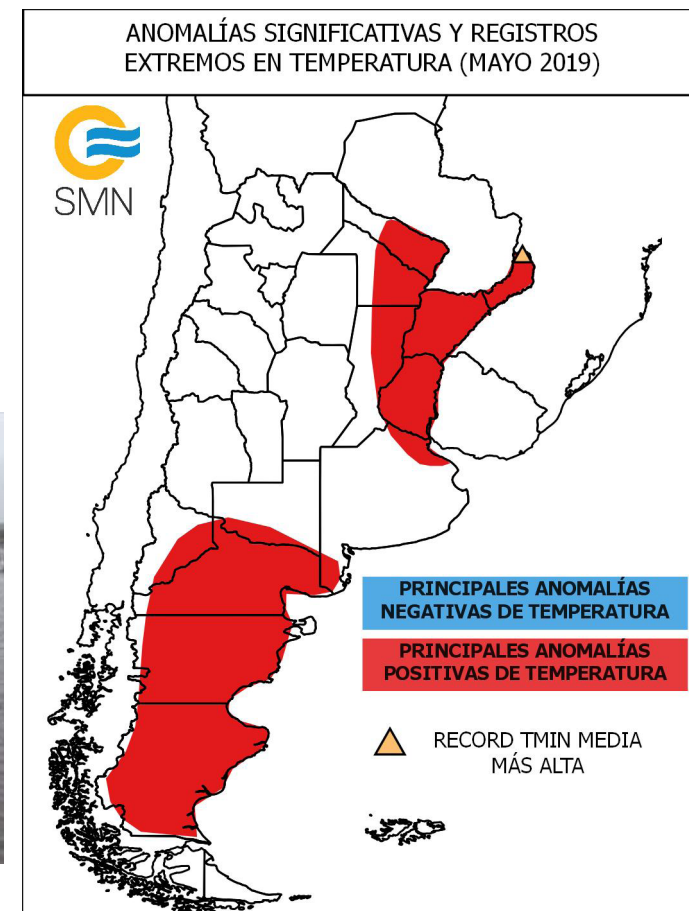 ANOMALÍAS SIGNIFICATIVAS Y REGISTROS
EXTREMOS EN TEMPERATURA (MAYO 2019)
SMN
PRINCIPALES ANOMALÍAS
NEGATIVAS DE TEMPERATURA
PRINCIPALES ANOMALÍAS
POSITIVAS DE TEMPERATURA
RECORD TMIN MEDIA
MÁS ALTA